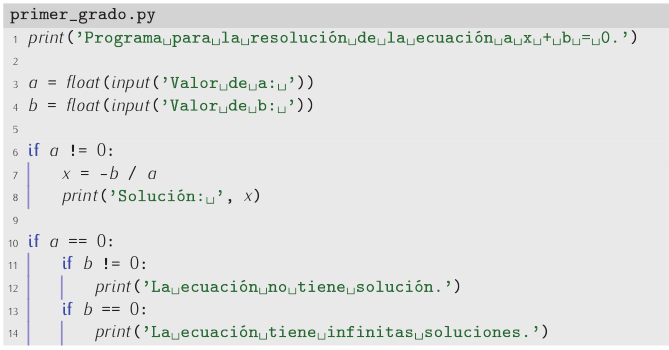 primer_grado.py
1 print('Programa␣para␣la␣resolución␣de␣la␣ecuación␣a␣x␣+␣b␣=␣0.')
2
3 a = float(input('Valor␣de␣a:␣'))
4 b = float(input('Valor␣de␣b:␣'))
5
6 if a != 0:
7     x = -b / a
8     print('Solución:␣', x)
9
10 if a == 0:
11     if b != 0:
12         print('La␣ecuación␣no␣tiene␣solución.')
13     if b == 0:
14         print('La␣ecuación␣tiene␣infinitas␣soluciones.')